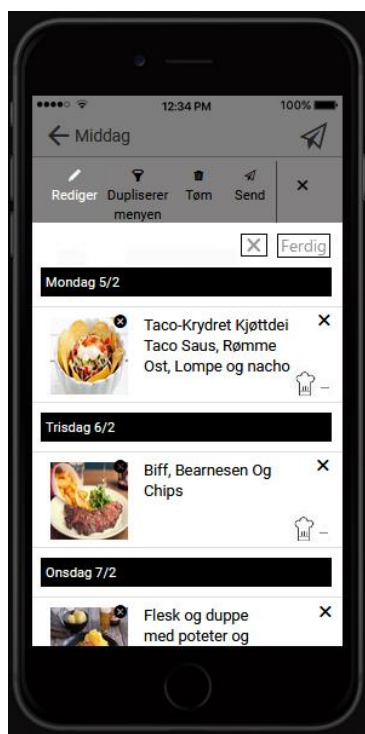 12:34 PM 100%
Middag
Rediger Dupliserer menyen Tøm Send
Ferdig
Mondag 5/2
Taco-Krydret Kjøttdei
Taco Saus, Rømme
Ost, Lompe og nacho
Trisdag 6/2
Biff, Bearnesen Og
Chips
Onsdag 7/2
Flesk og duppe
med poteter og